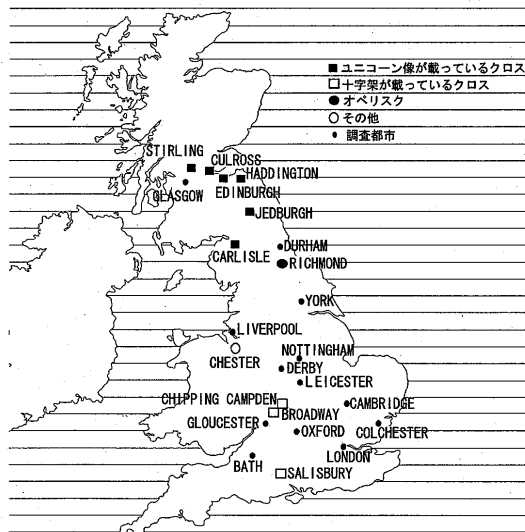 ■ ユニコーン像が載っているクロス
□ 十字架が載っているクロス
● オベリスク
○ その他
• 調査都市
STIRLING
CULROSS
HADDINGTON
GLASGOW
EDINBURGH
JEDBURGH
CARLISLE
DURHAM
RICHMOND
YORK
LIVERPOOL
CHESTER
NOTTINGHAM
DERBY
LEICESTER
CHIPPING CAMPDEN
CAMBRIDGE
BROADWAY
GLOUCESTER
OXFORD
COLCHESTER
BATH
LONDON
SALISBURY